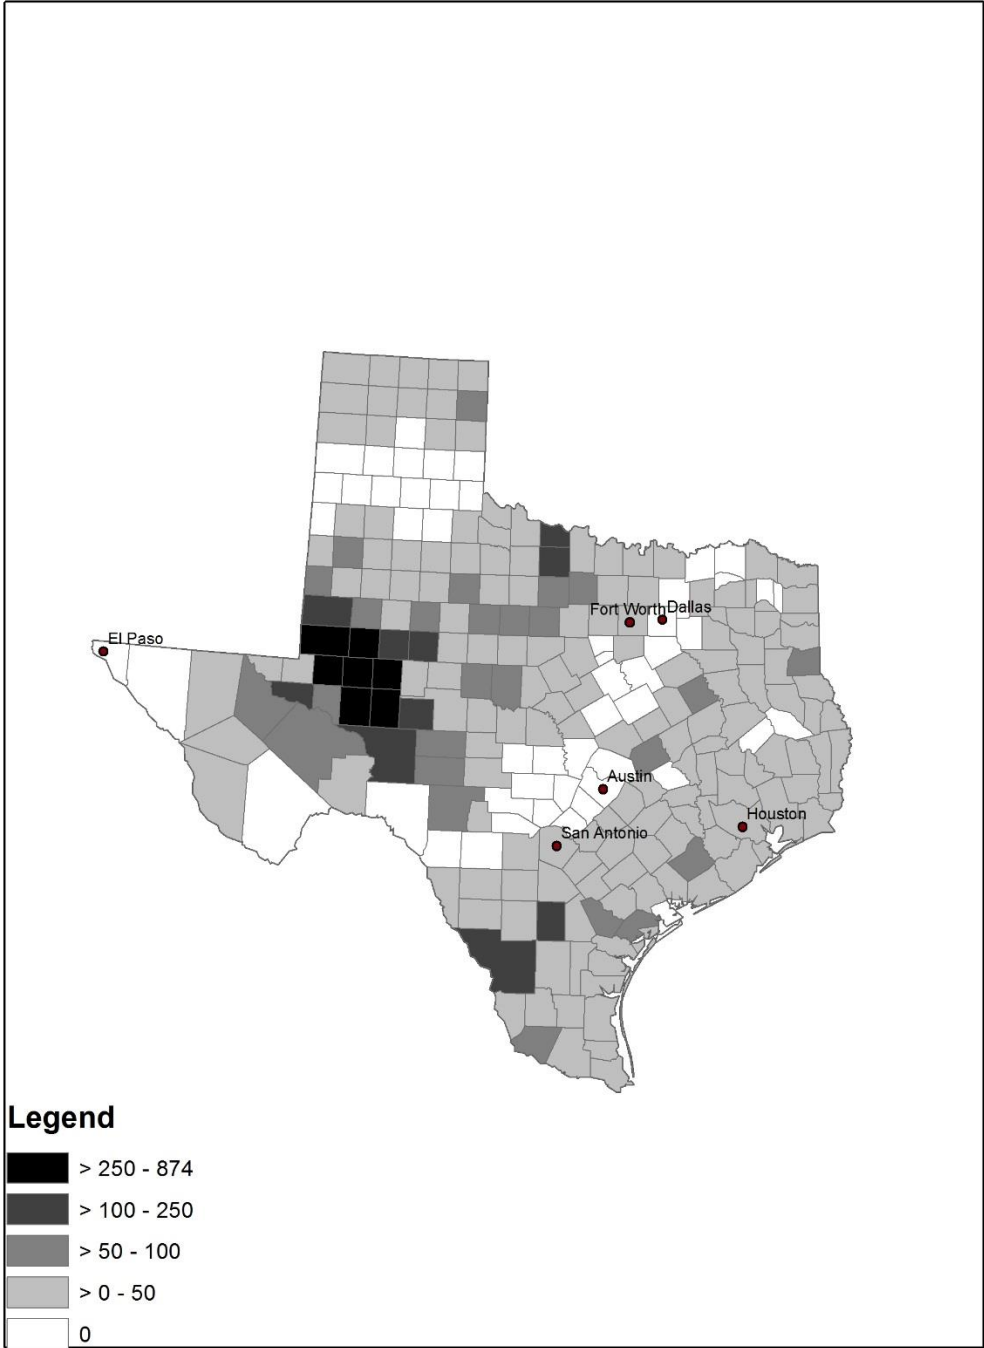 El Paso
Fort Worth
Dallas
Austin
Houston
San Antonio
Legend
> 250 - 874
> 100 - 250
> 50 - 100
> 0 - 50
0